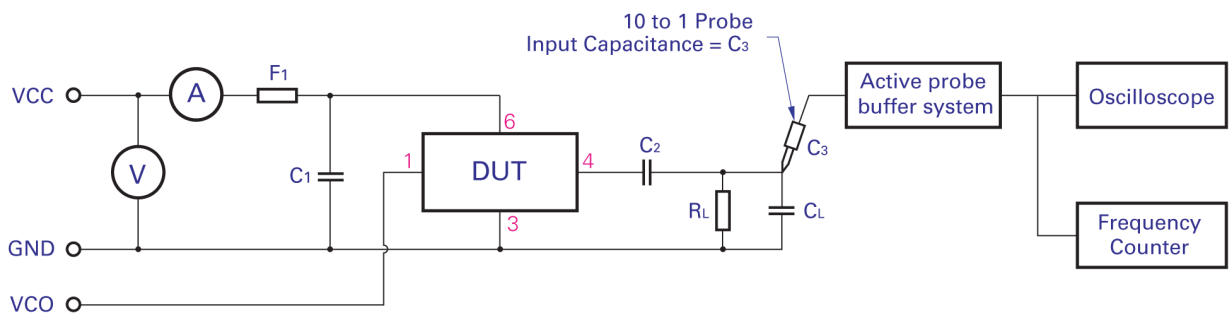 10 to 1 Probe
Input Capacitance = C3
VCC
A
F1
6
Active probe
buffer system
Oscilloscope
V
C1
1
DUT
4
C2
C3
RL
CL
3
Frequency
Counter
GND
VCO